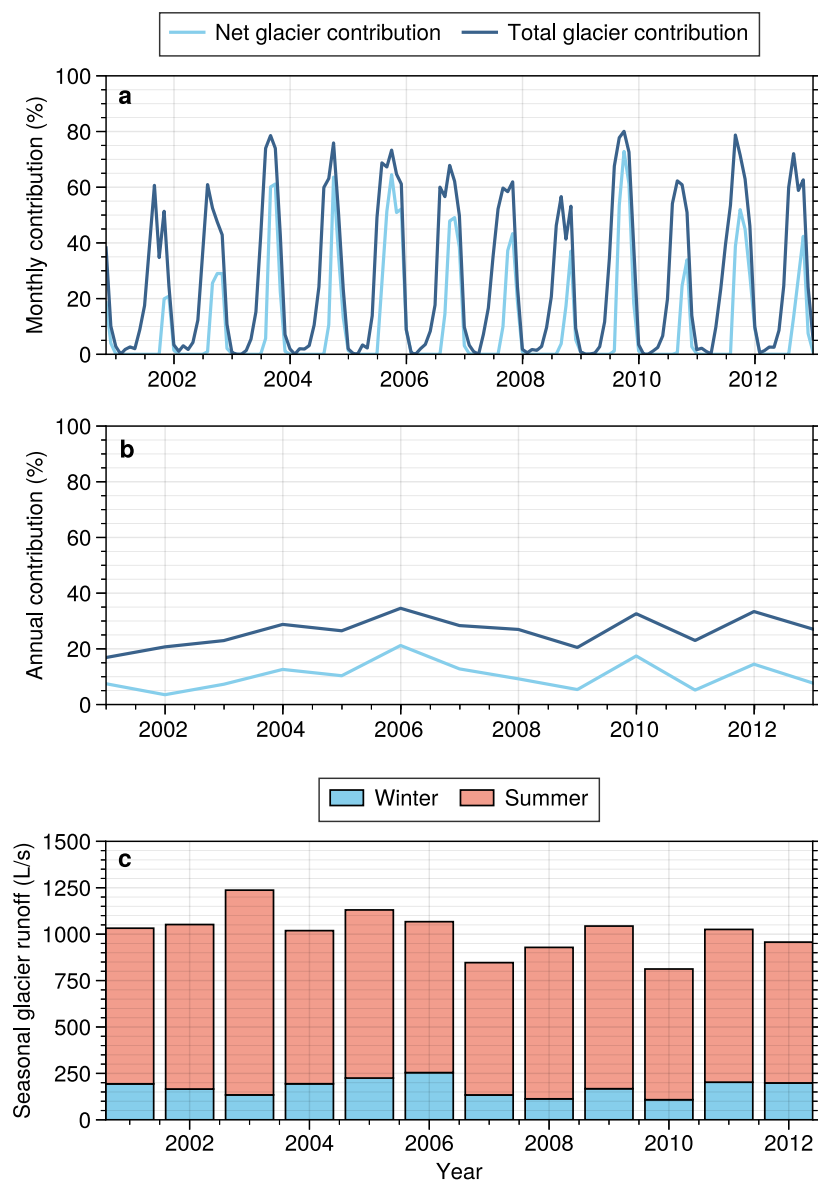 Net glacier contribution Total glacier contribution
a
Monthly contribution (%)
100
80
60
40
20
0
2002 2004 2006 2008 2010 2012
b
Annual contribution (%)
100
80
60
40
20
0
2002 2004 2006 2008 2010 2012
Winter Summer
c
Seasonal glacier runoff (L/s)
1500
1250
1000
750
500
250
0
2002 2004 2006 2008 2010 2012
Year